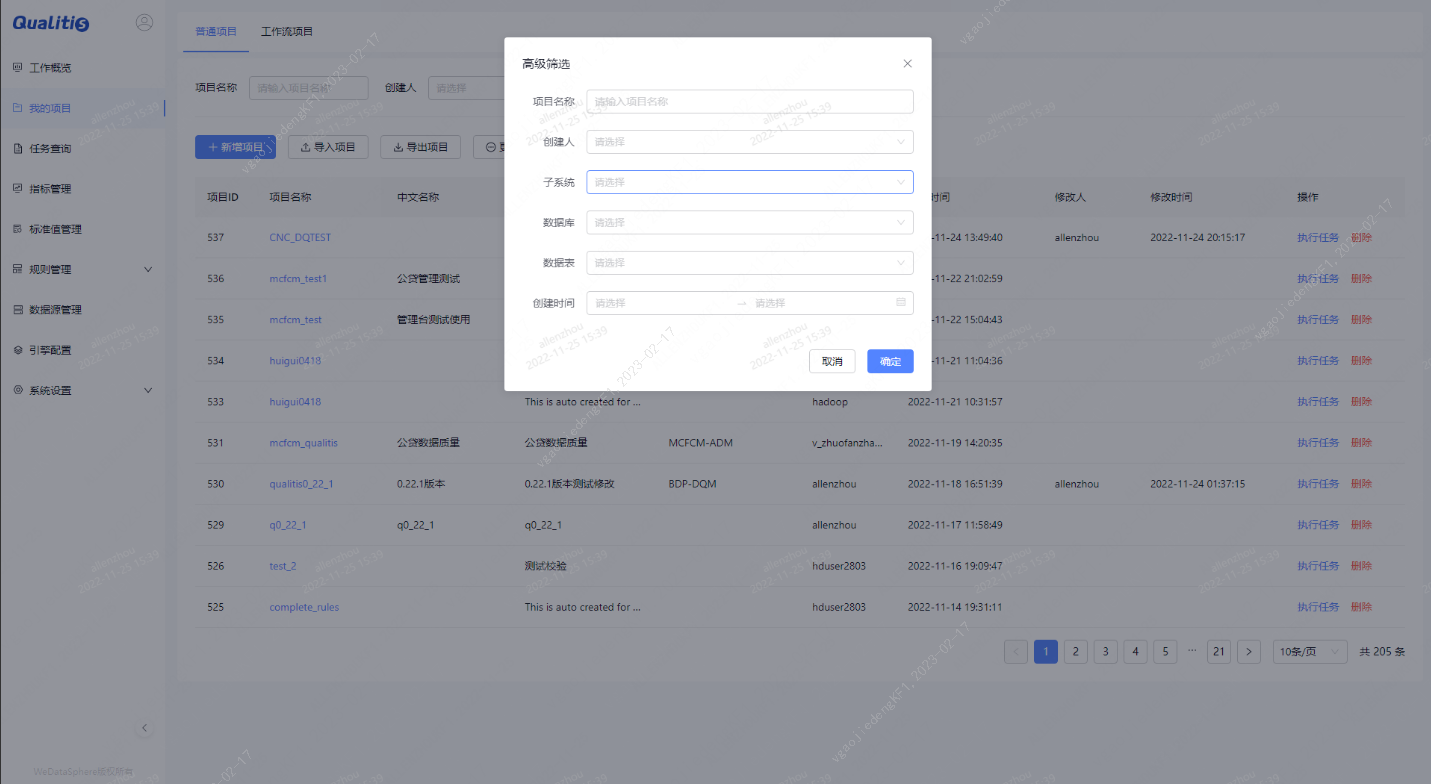 Qualitis
工作概览
我的项目
任务查询
指标管理
标准值管理
规则管理
数据源管理
引擎配置
系统设置
WeDataSphere版权所有
普通项目 工作流项目
项目名称 请输入项目名称 创建人 请选择
+ 新增项目 导入项目 导出项目
高级筛选
项目名称 请输入项目名称
创建人 请选择
子系统 请选择
数据库 请选择
数据表 请选择
创建时间 请选择 → 请选择
取消 确定
项目ID 项目名称 中文名称 时间 修改人 修改时间 操作
537 CNC_DQTEST -11-24 13:49:40 allenzhou 2022-11-24 20:15:17 执行任务 删除
536 mcfcm_test1 公贷管理测试 -11-22 21:02:59 执行任务 删除
535 mcfcm_test 管理台测试使用 -11-22 15:04:43 执行任务 删除
534 huigui0418 -11-21 11:04:36 执行任务 删除
533 huigui0418 This is auto created for ... hadoop 2022-11-21 10:31:57 执行任务 删除
531 mcfcm_qualitis 公贷数据质量 公贷数据质量 MCFCM-ADM v_zhuofanzha... 2022-11-19 14:20:35 执行任务 删除
530 qualitis0_22_1 0.22.1版本 0.22.1版本测试修改 BDP-DQM allenzhou 2022-11-18 16:51:39 allenzhou 2022-11-24 01:37:15 执行任务 删除
529 q0_22_1 q0_22_1 q0_22_1 allenzhou 2022-11-17 11:58:49 执行任务 删除
526 test_2 测试校验 hduser2803 2022-11-16 19:09:47 执行任务 删除
525 complete_rules This is auto created for ... hduser2803 2022-11-14 19:31:11 执行任务 删除
1 2 3 4 5 ... 21 10条/页 共 205 条
allenzhou
2022-11-25 15:39
vgaojiedengKF1,2023-02-17